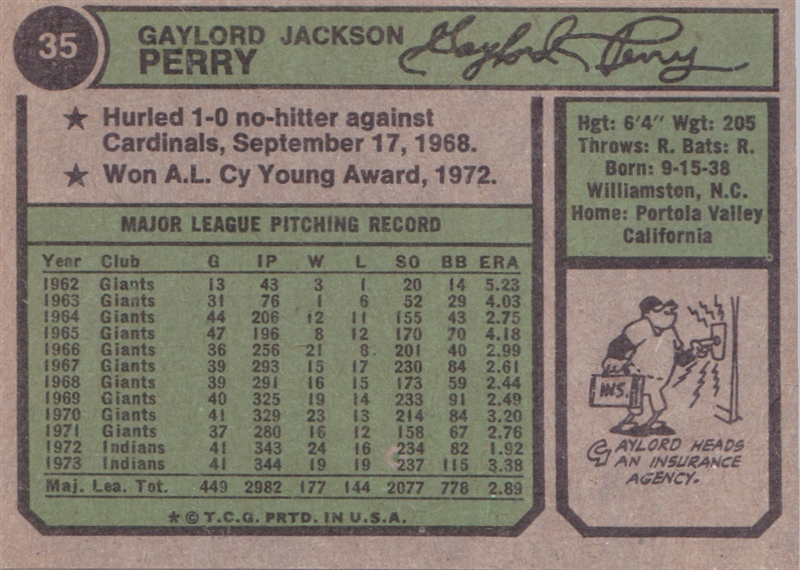 35
GAYLORD JACKSON
PERRY
Gaylord Perry
★ Hurled 1-0 no-hitter against
Cardinals, September 17, 1968.
★ Won A.L. Cy Young Award, 1972.
MAJOR LEAGUE PITCHING RECORD
Year Club G IP W L SO BB ERA
1962 Giants 13 43 3 1 20 14 5.23
1963 Giants 31 76 1 6 52 29 4.03
1964 Giants 44 206 12 11 155 43 2.75
1965 Giants 47 196 8 12 170 70 4.18
1966 Giants 36 256 21 8 201 40 2.99
1967 Giants 39 293 15 17 230 84 2.61
1968 Giants 39 291 16 15 173 59 2.44
1969 Giants 40 325 19 14 233 91 2.49
1970 Giants 41 329 23 13 214 84 3.20
1971 Giants 37 280 16 12 158 67 2.76
1972 Indians 41 343 24 16 234 82 1.92
1973 Indians 41 344 19 19 237 115 3.38
Maj. Lea. Tot. 449 2982 177 144 2077 778 2.89
* © T.C.G. PRTD. IN U.S.A.
Hgt: 6'4" Wgt: 205
Throws: R. Bats: R.
Born: 9-15-38
Williamston, N.C.
Home: Portola Valley
California
INS.
GAYLORD HEADS
AN INSURANCE
AGENCY.